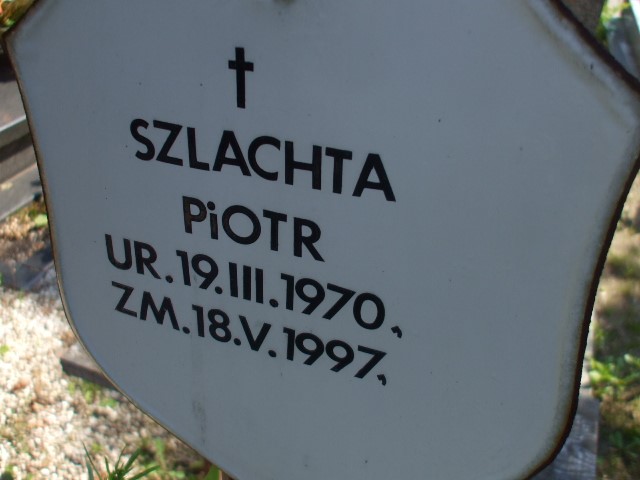 SZLACHTA
PiOTR
UR.19.III.1970.,
ZM.18.V.1997.,